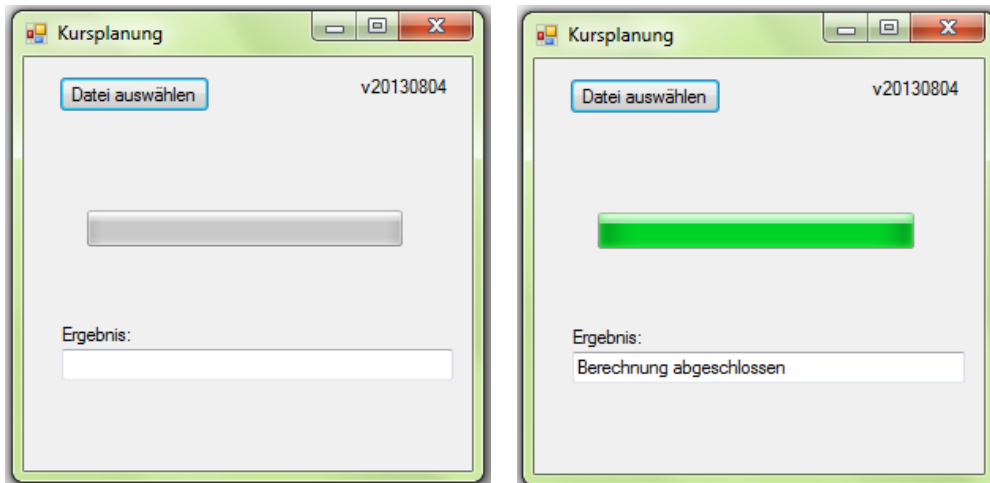 Kursplanung
Datei auswählen
v20130804
Ergebnis:
Kursplanung
Datei auswählen
v20130804
Ergebnis:
Berechnung abgeschlossen